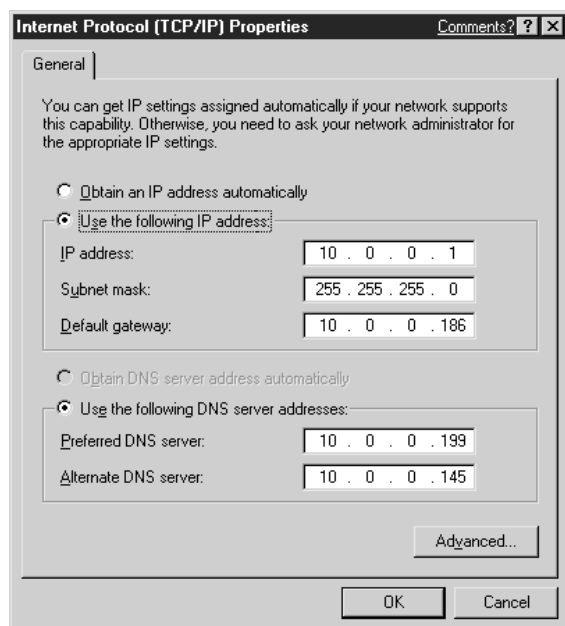 Internet Protocol (TCP/IP) Properties Comments? ? X
General
You can get IP settings assigned automatically if your network supports
this capability. Otherwise, you need to ask your network administrator for
the appropriate IP settings.
Obtain an IP address automatically
Use the following IP address:
IP address: 10 . 0 . 0 . 1
Subnet mask: 255 . 255 . 255 . 0
Default gateway: 10 . 0 . 0 . 186
Obtain DNS server address automatically
Use the following DNS server addresses:
Preferred DNS server: 10 . 0 . 0 . 199
Alternate DNS server: 10 . 0 . 0 . 145
Advanced...
OK Cancel